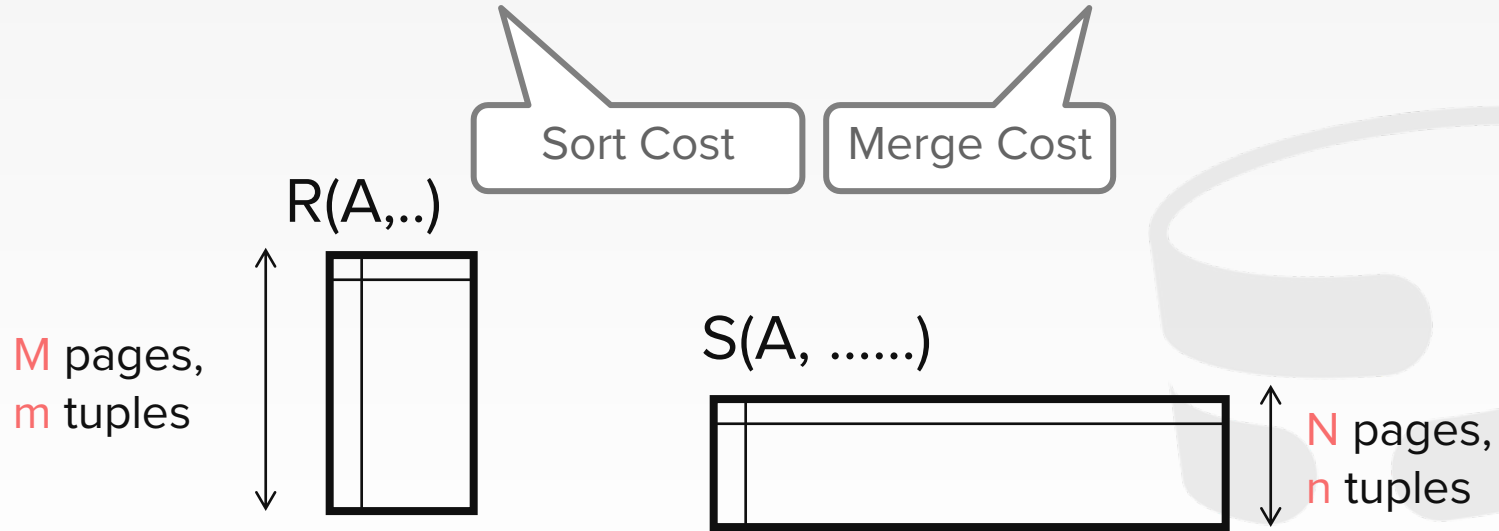 Sort Cost
Merge Cost
R(A,..)
M pages,
m tuples
S(A, ......)
N pages,
n tuples